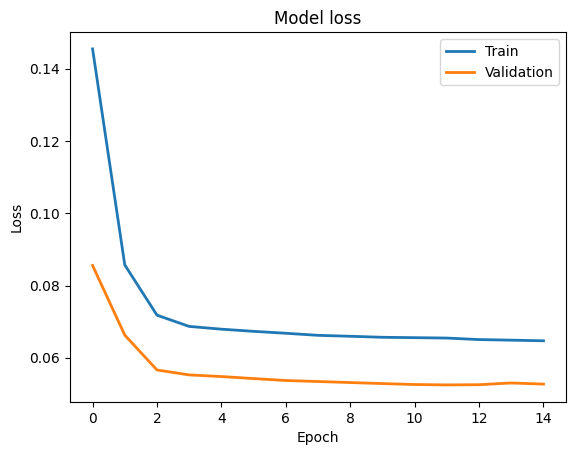 Model loss
Train
Validation
0.14
0.12
0.10
0.08
0.06
Loss
0 2 4 6 8 10 12 14
Epoch